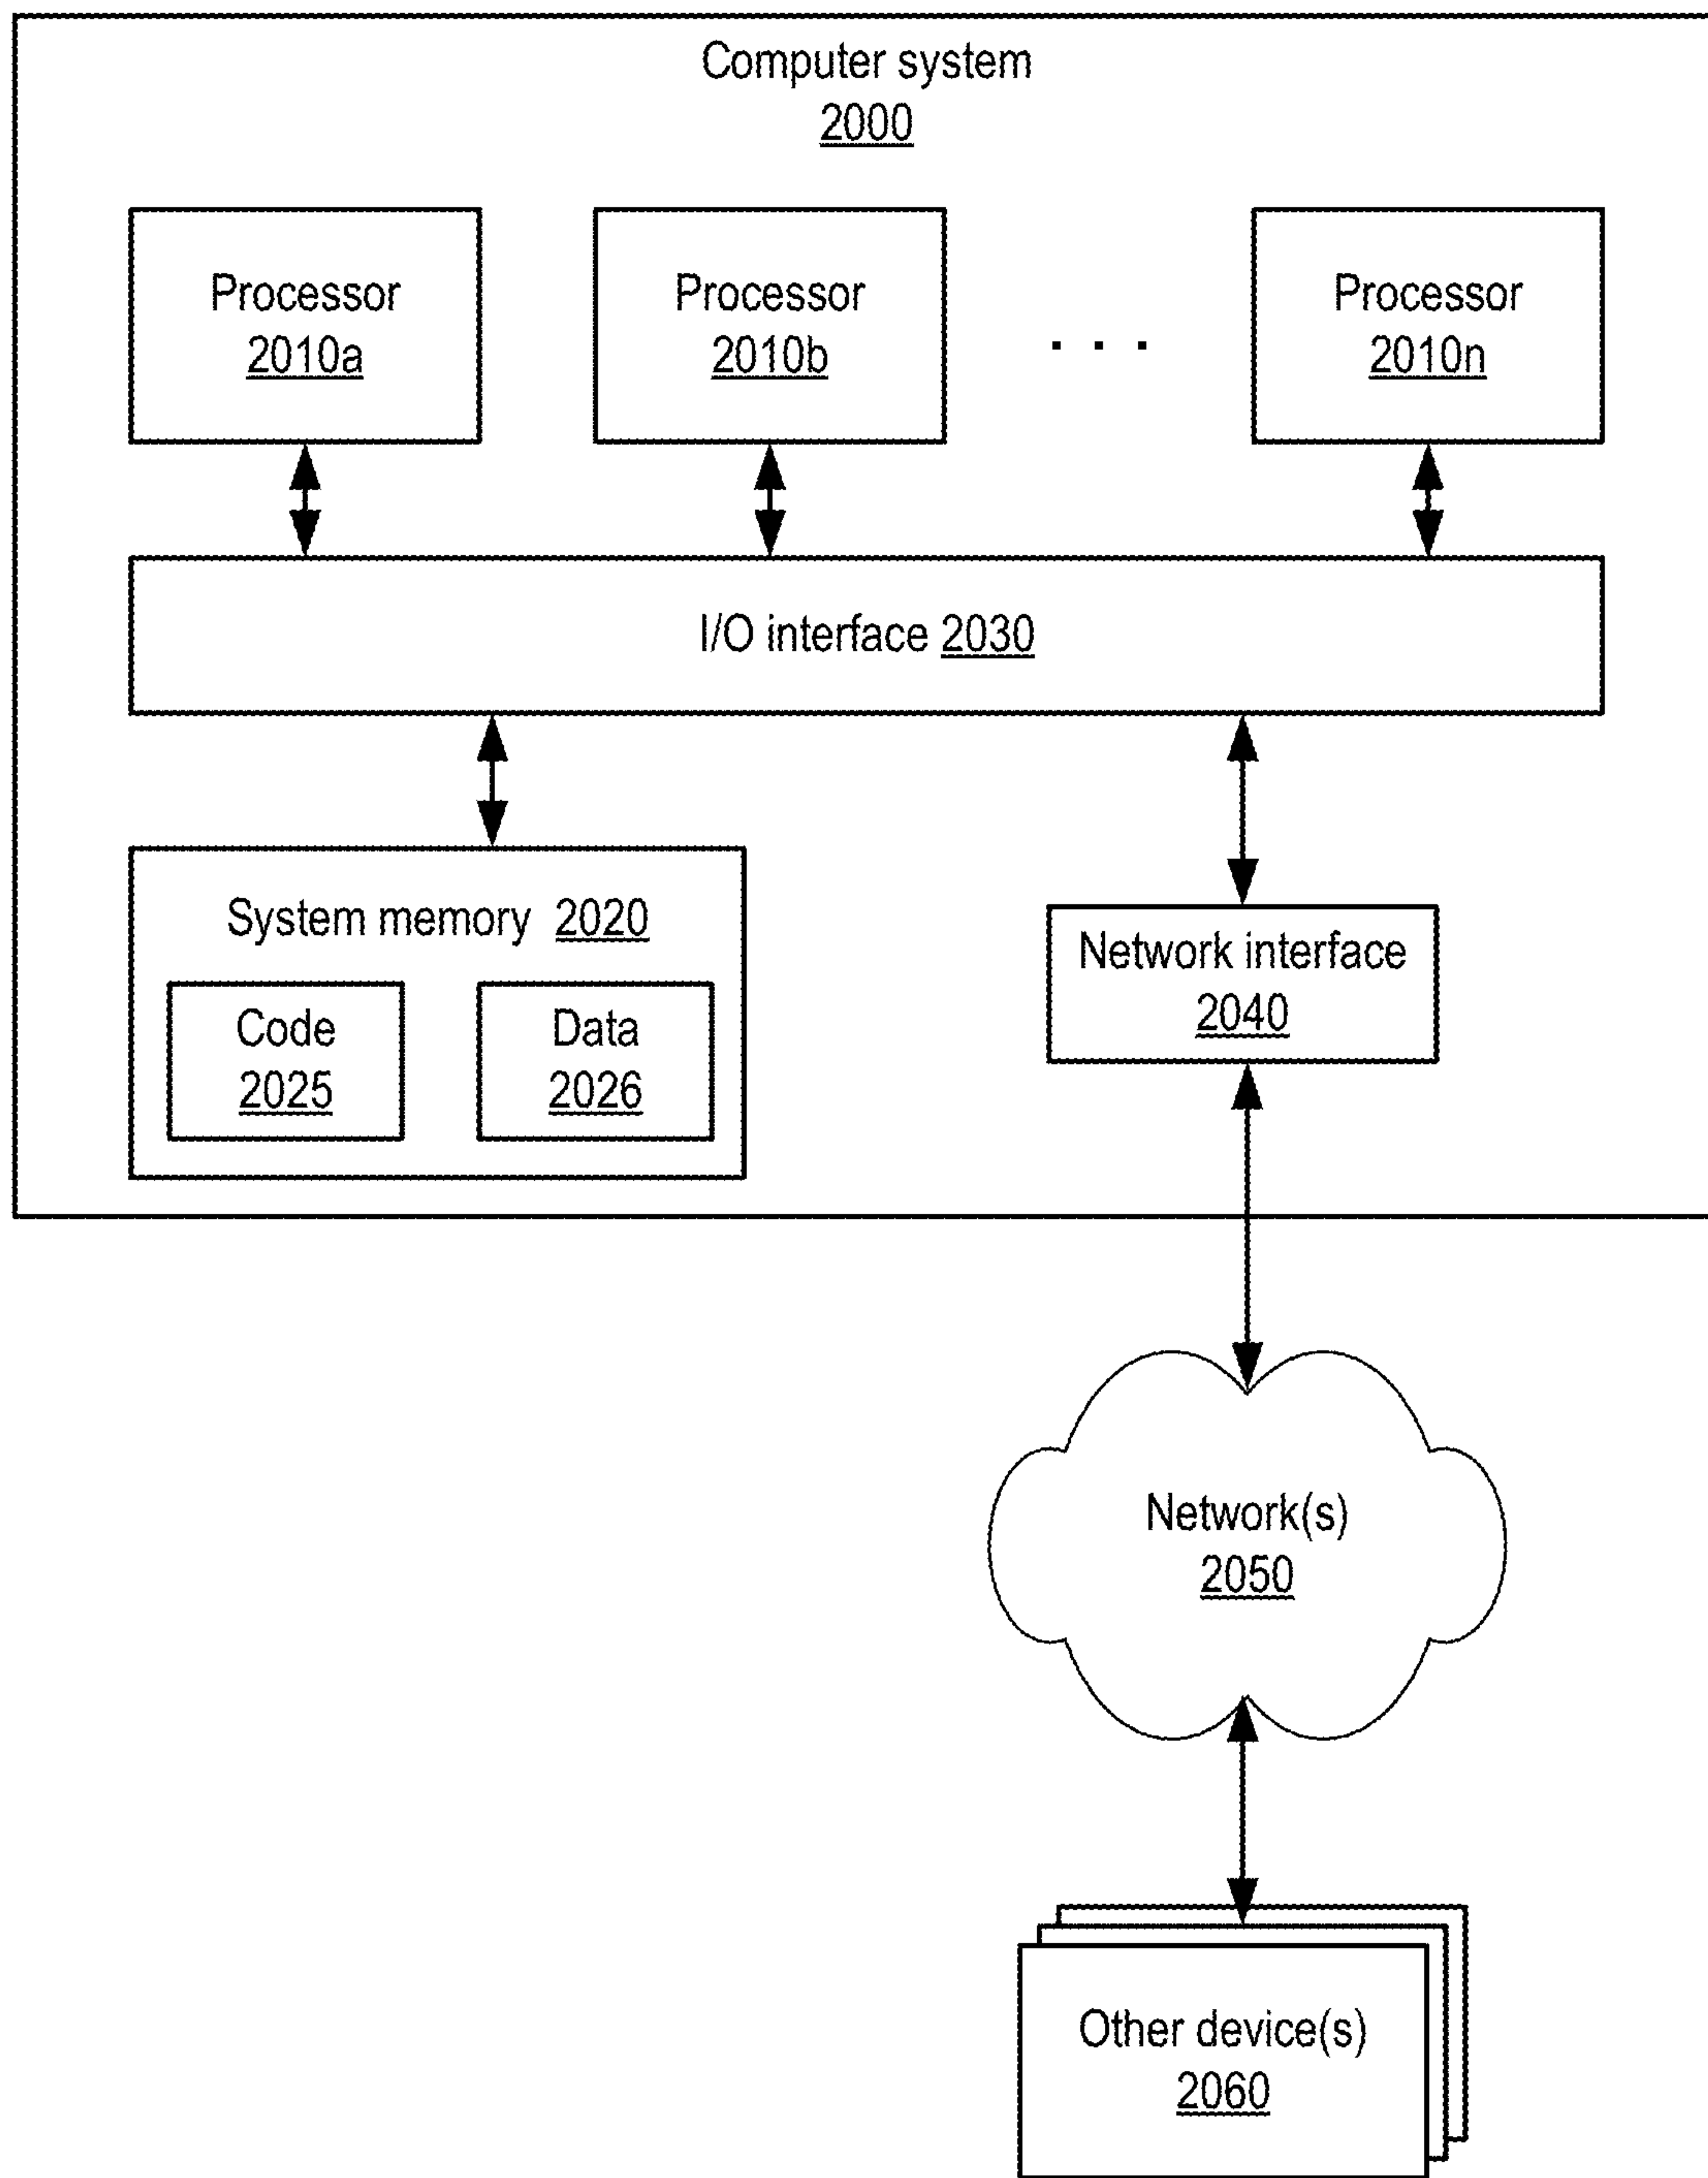 Computer system
2000
Processor
2010a
Processor
2010b
. . .
Processor
2010n
I/O interface 2030
System memory 2020
Code
2025
Data
2026
Network interface
2040
Network(s)
2050
Other device(s)
2060